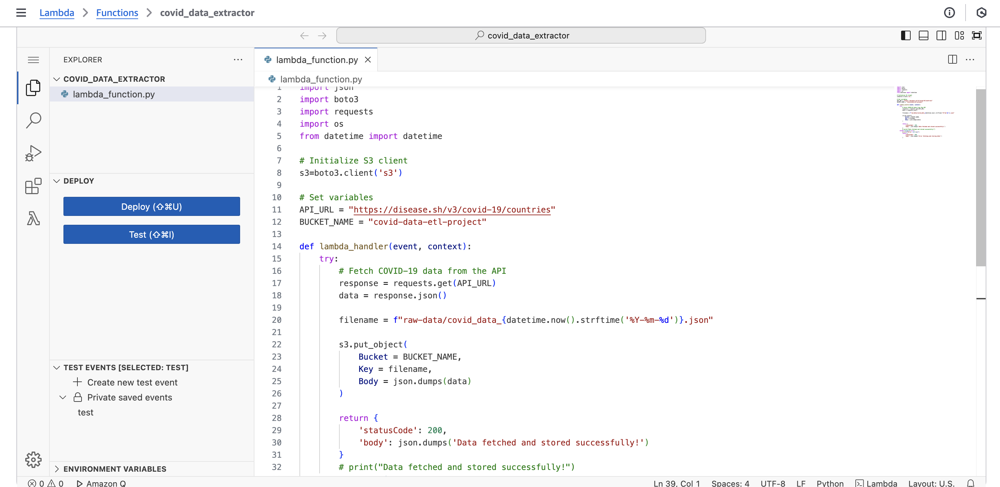 Lambda > Functions > covid_data_extractor
covid_data_extractor
EXPLORER
COVID_DATA_EXTRACTOR
lambda_function.py
DEPLOY
Deploy (⇧⌘U)
Test (⇧⌘I)
TEST EVENTS [SELECTED: TEST]
Create new test event
Private saved events
test
ENVIRONMENT VARIABLES
lambda_function.py
lambda_function.py
1 import json
2 import boto3
3 import requests
4 import os
5 from datetime import datetime
6
7 # Initialize S3 client
8 s3=boto3.client('s3')
9
10 # Set variables
11 API_URL = "https://disease.sh/v3/covid-19/countries"
12 BUCKET_NAME = "covid-data-etl-project"
13
14 def lambda_handler(event, context):
15     try:
16         # Fetch COVID-19 data from the API
17         response = requests.get(API_URL)
18         data = response.json()
19
20         filename = f"raw-data/covid_data_{datetime.now().strftime('%Y-%m-%d')}.json"
21
22         s3.put_object(
23             Bucket = BUCKET_NAME,
24             Key = filename,
25             Body = json.dumps(data)
26         )
27
28         return {
29             'statusCode': 200,
30             'body': json.dumps('Data fetched and stored successfully!')
31         }
32         # print("Data fetched and stored successfully!")
0 0 Amazon Q Ln 39, Col 1 Spaces: 4 UTF-8 LF Python Lambda Layout: U.S.